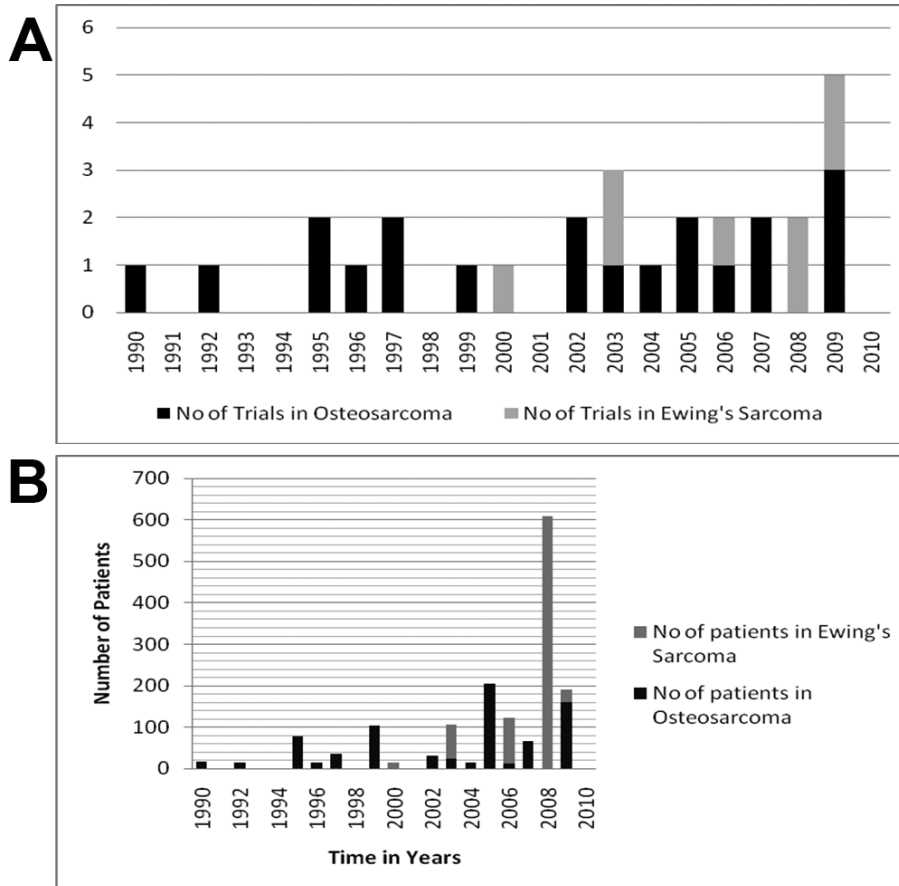 A
6
5
4
3
2
1
0
1990 1991 1992 1993 1994 1995 1996 1997 1998 1999 2000 2001 2002 2003 2004 2005 2006 2007 2008 2009 2010
No of Trials in Osteosarcoma No of Trials in Ewing's Sarcoma
B
700
600
500
400
300
200
100
0
Number of Patients
1990 1992 1994 1996 1998 2000 2002 2004 2006 2008 2010
Time in Years
No of patients in Ewing's
Sarcoma
No of patients in
Osteosarcoma